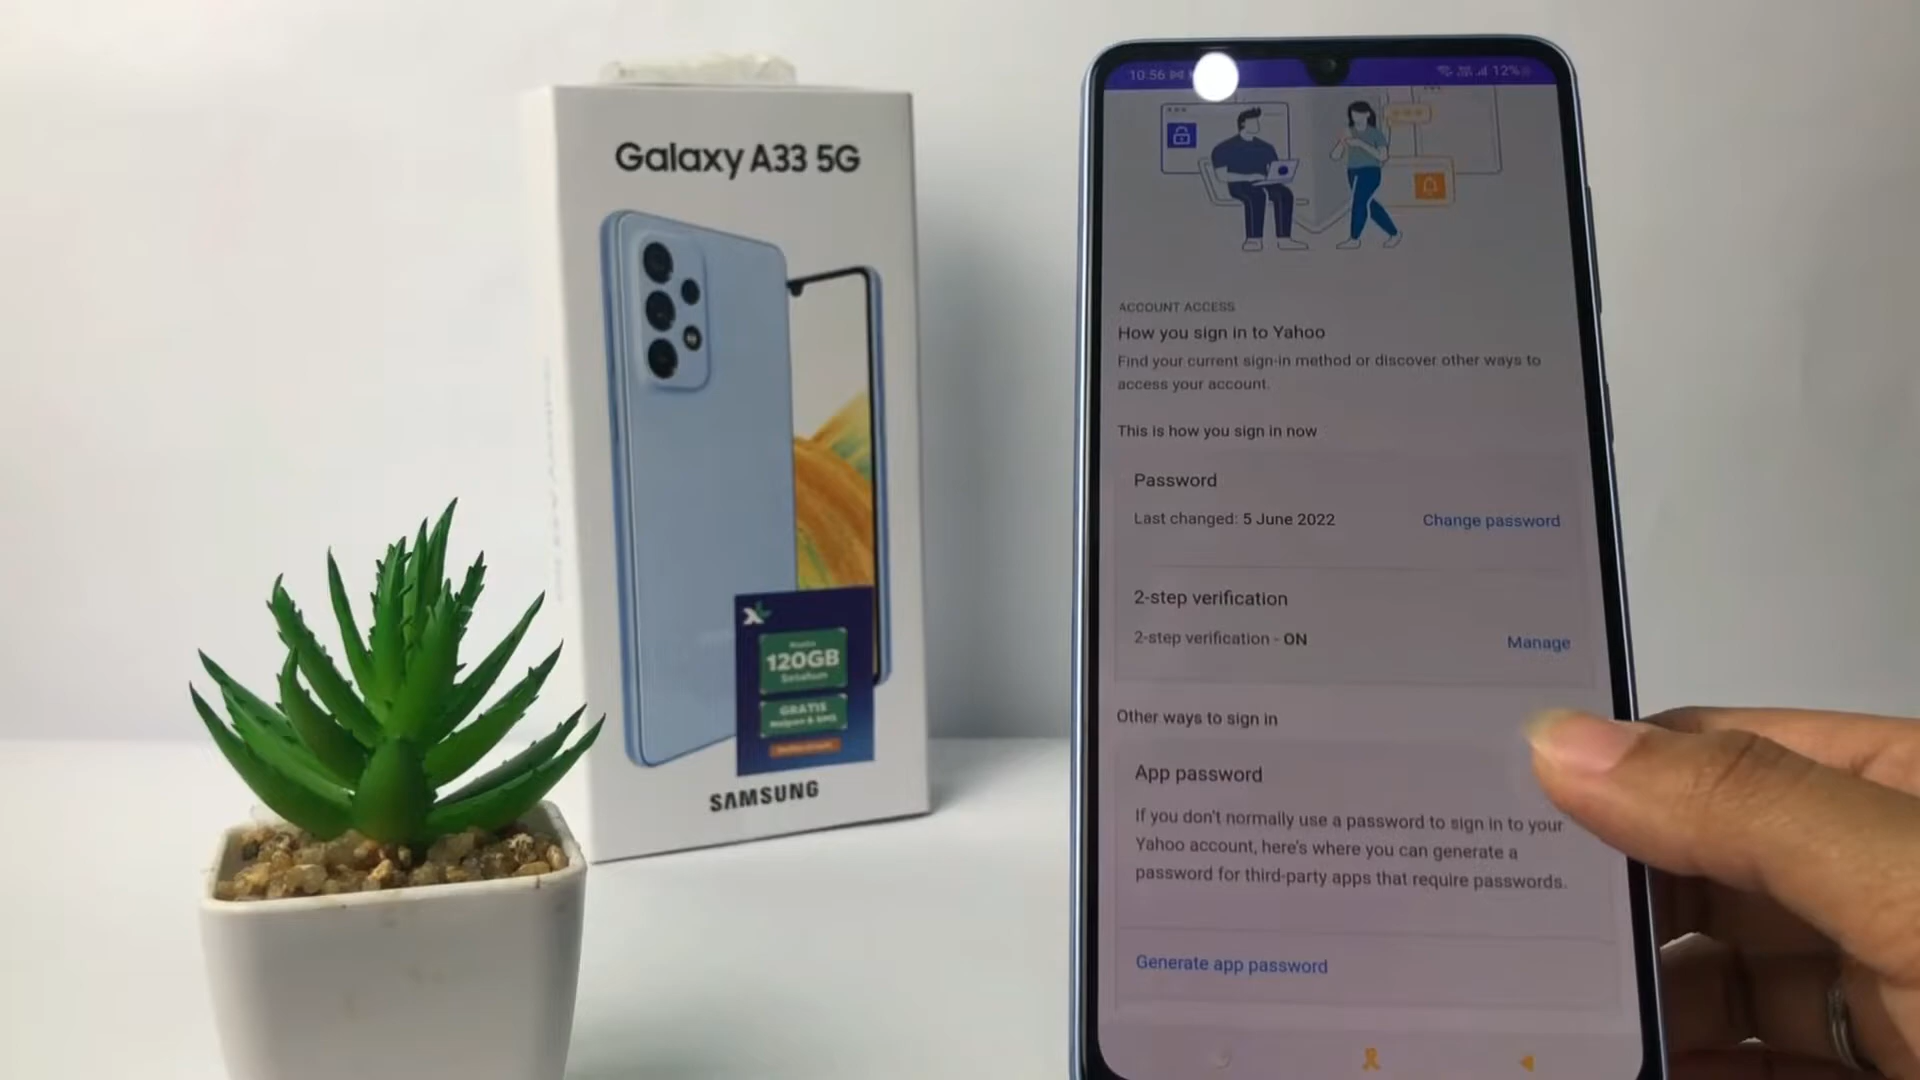 Galaxy A33 5G
120GB
GRATIS
SAMSUNG
10.56
12%
ACCOUNT ACCESS
How you sign in to Yahoo
Find your current sign-in method or discover other ways to
access your account.
This is how you sign in now
Password
Last changed: 5 June 2022
Change password
2-step verification
2-step verification - ON
Manage
Other ways to sign in
App password
If you don't normally use a password to sign in to your
Yahoo account, here's where you can generate a
password for third-party apps that require passwords.
Generate app password